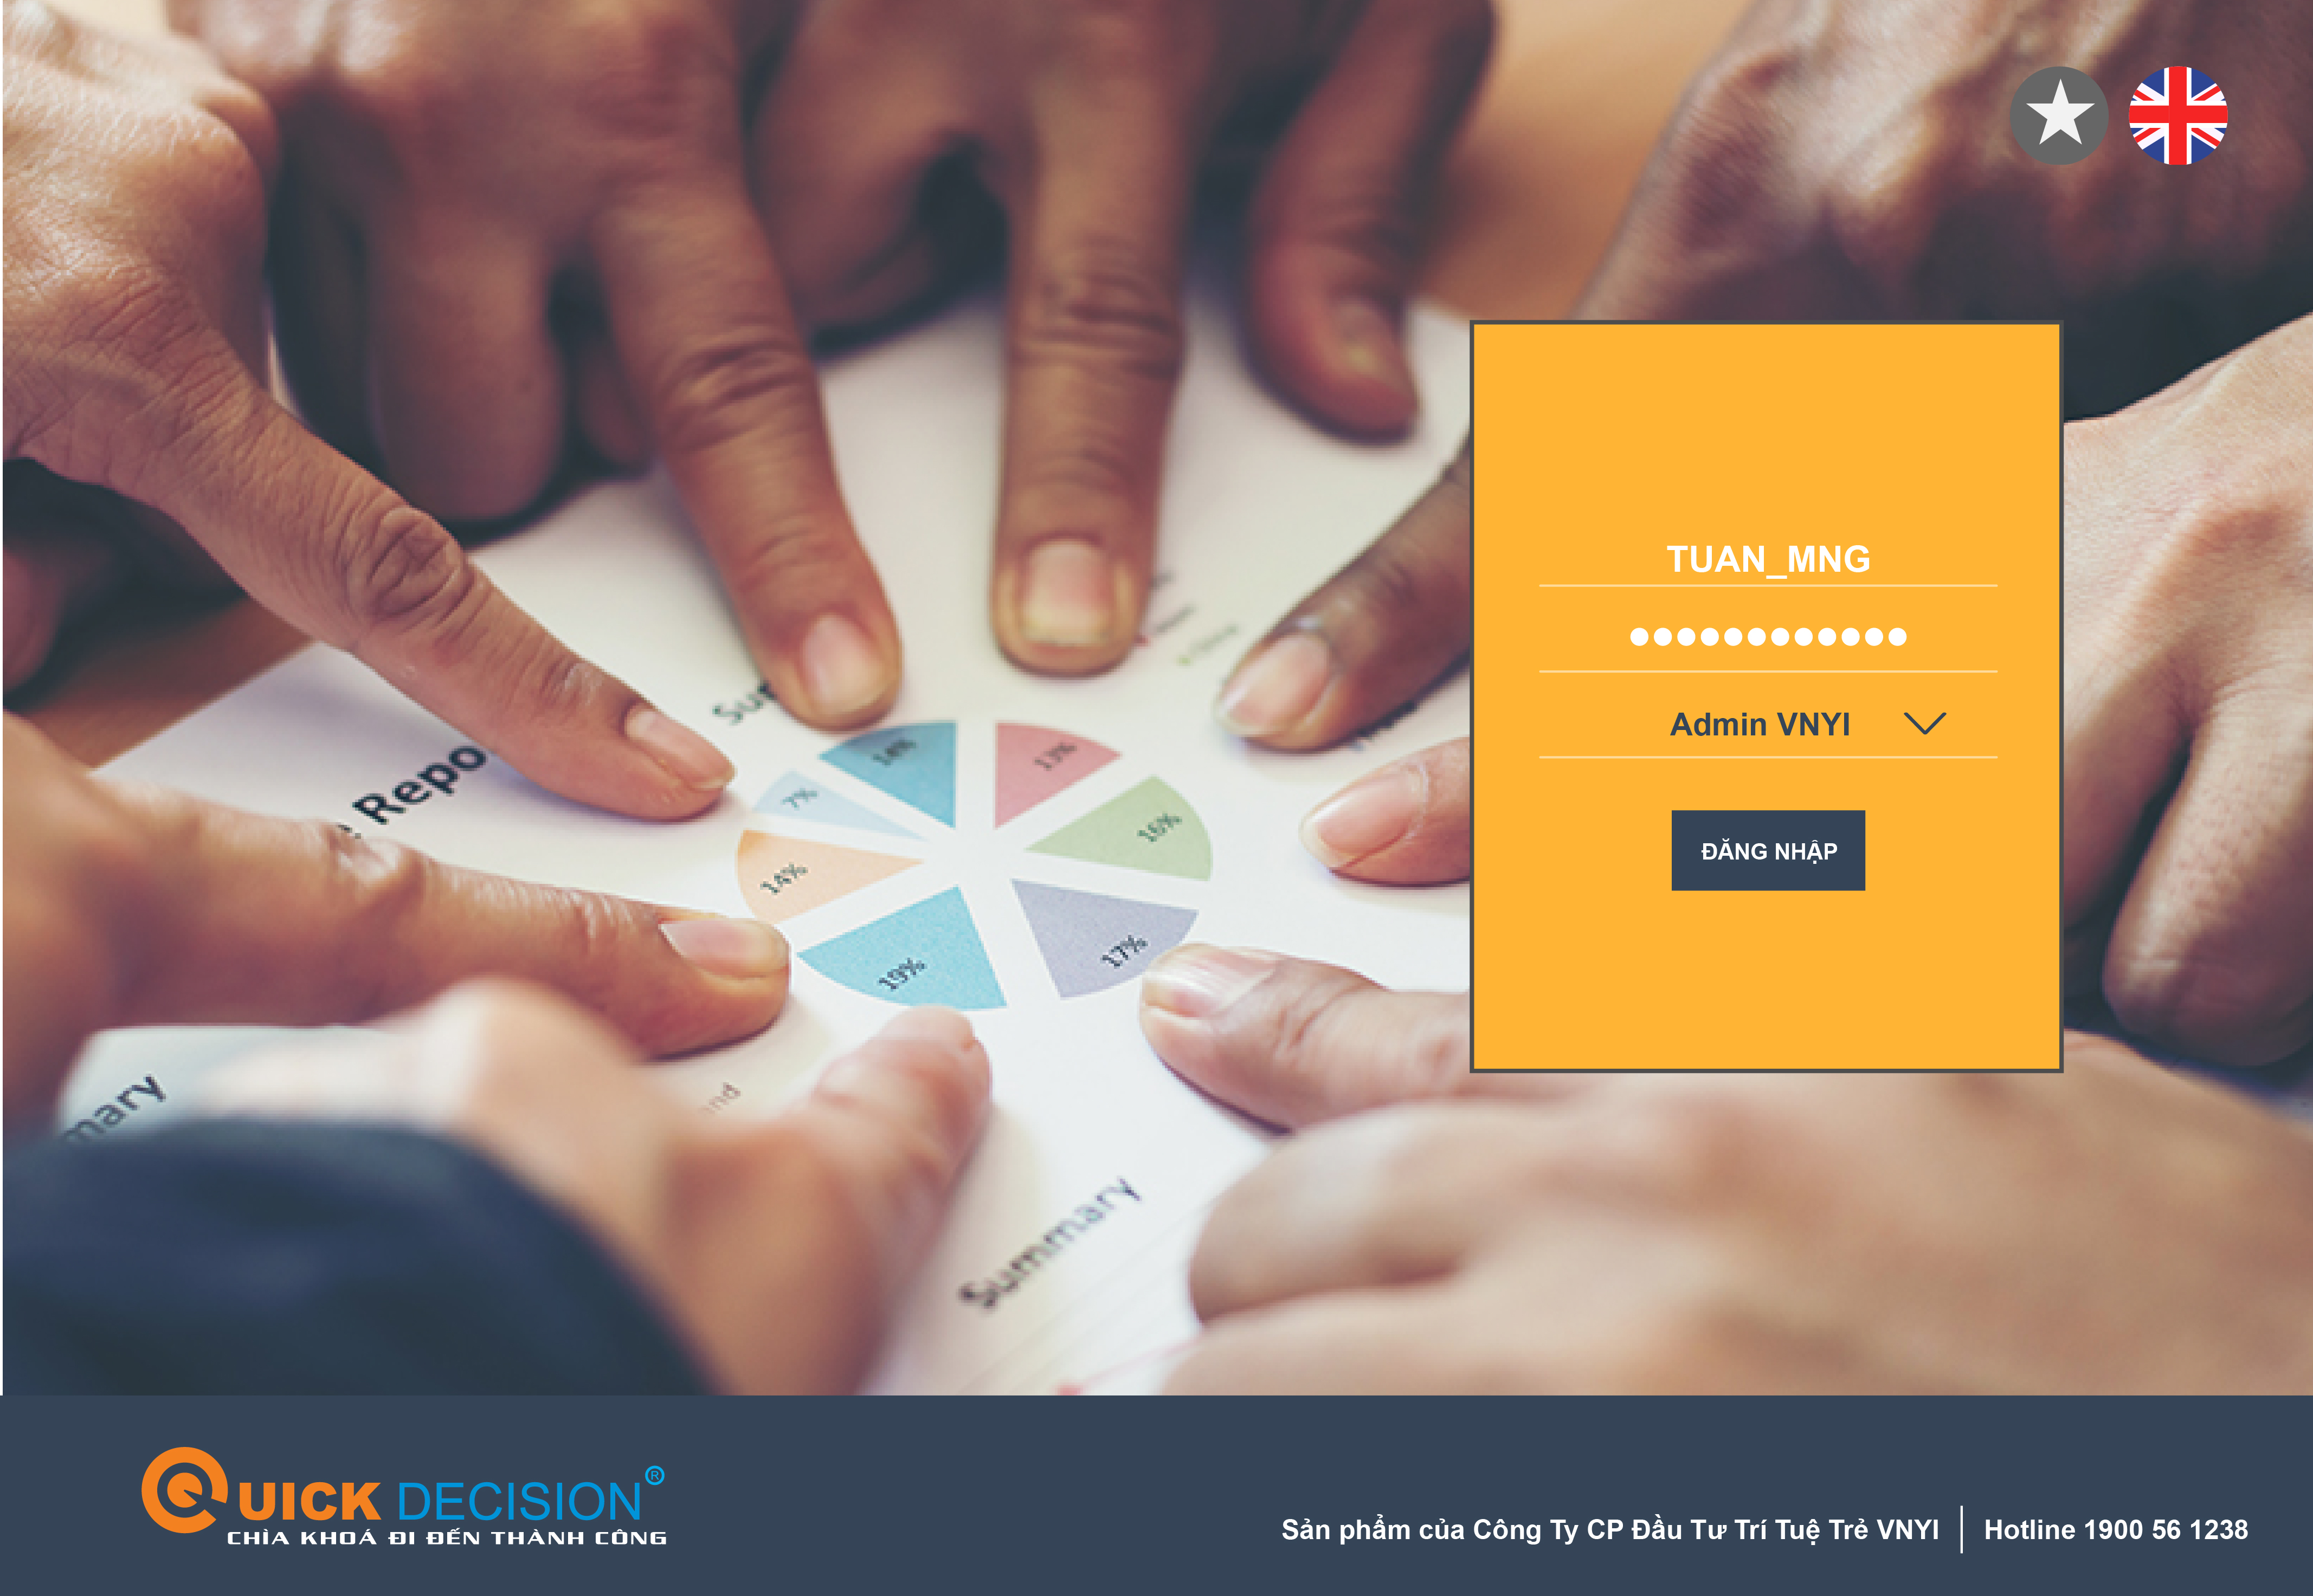 TUAN_MNG
Admin VNYI
ĐĂNG NHẬP
Repo
14%
13%
7%
16%
14%
17%
19%
mary
Summary
QUICK DECISION®
CHÌA KHOÁ ĐI ĐẾN THÀNH CÔNG
Sản phẩm của Công Ty CP Đầu Tư Trí Tuệ Trẻ VNYI
Hotline 1900 56 1238